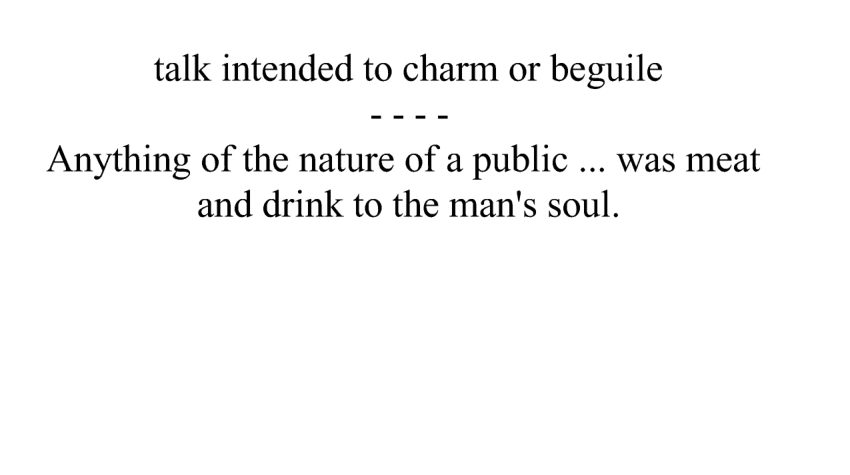 talk intended to charm or beguile
- - - -
Anything of the nature of a public ... was meat
and drink to the man's soul.